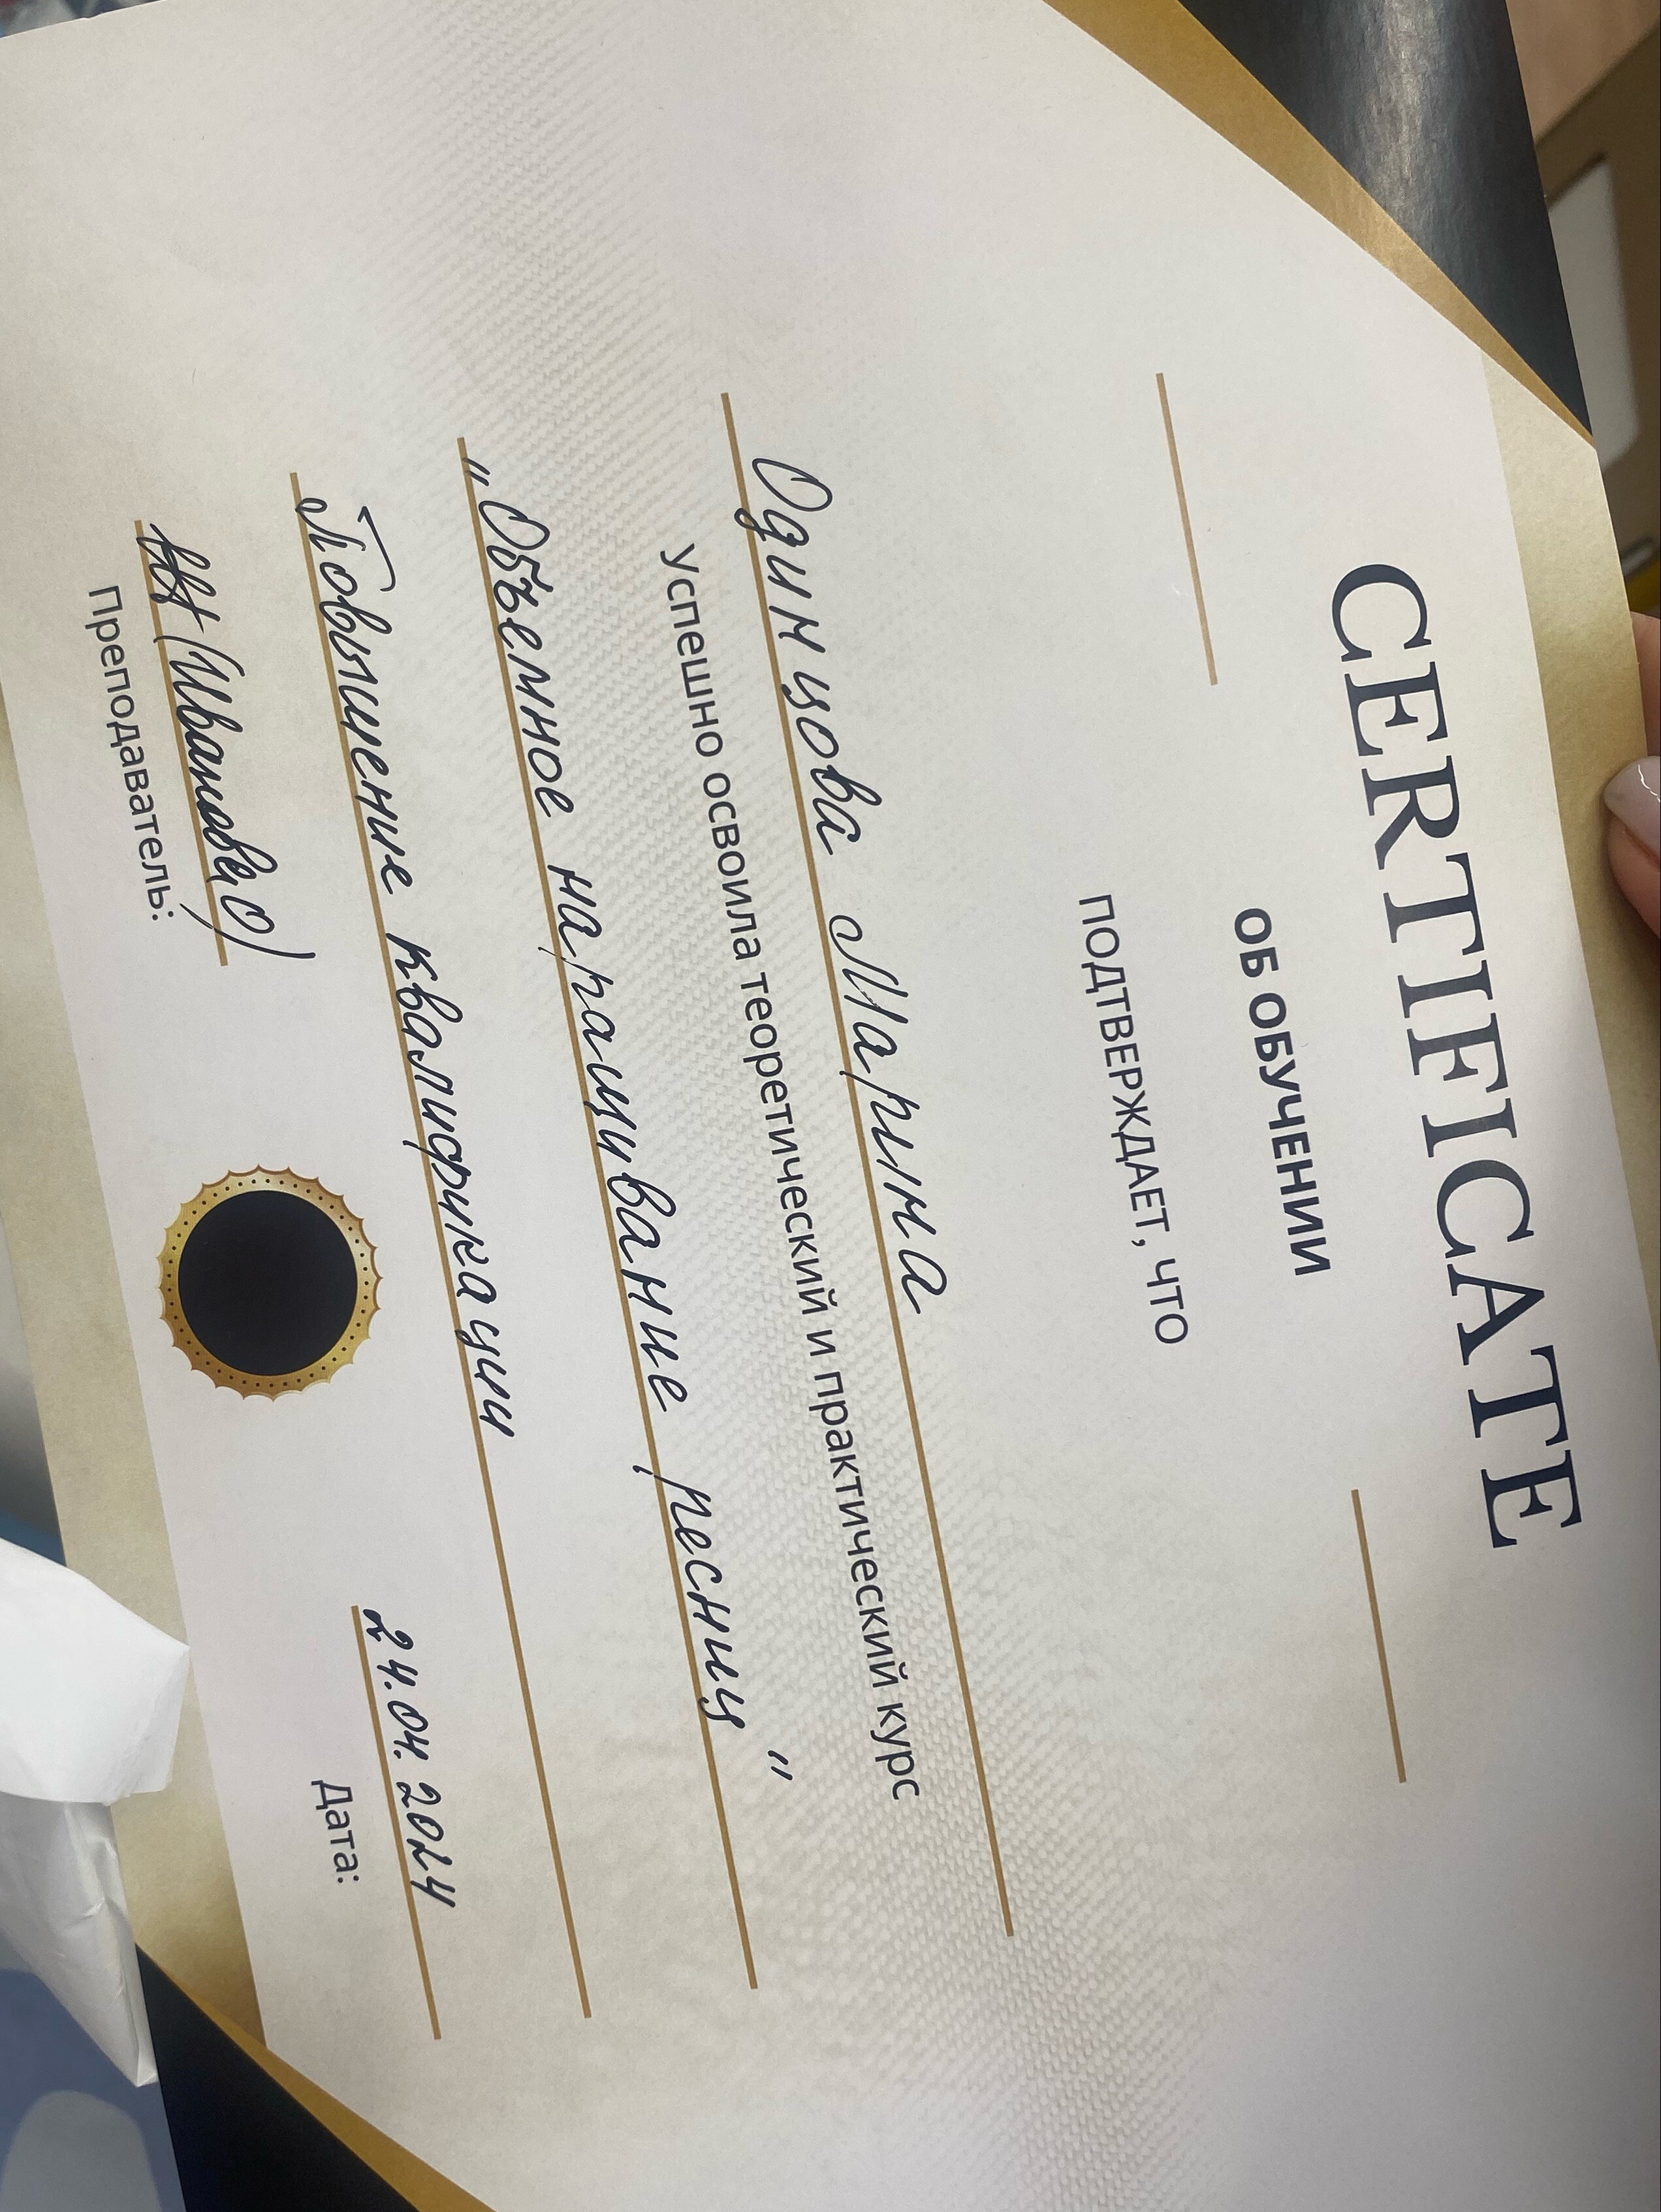 CERTIFICATE
ОБ ОБУЧЕНИИ
ПОДТВЕРЖДАЕТ, ЧТО
Одинцова Марина
Успешно освоила теоретический и практический курс
"Объемное наращивание ресниц"
Повышение квалификации
(Иванова О)
24.04.2024
Преподаватель:
Дата: